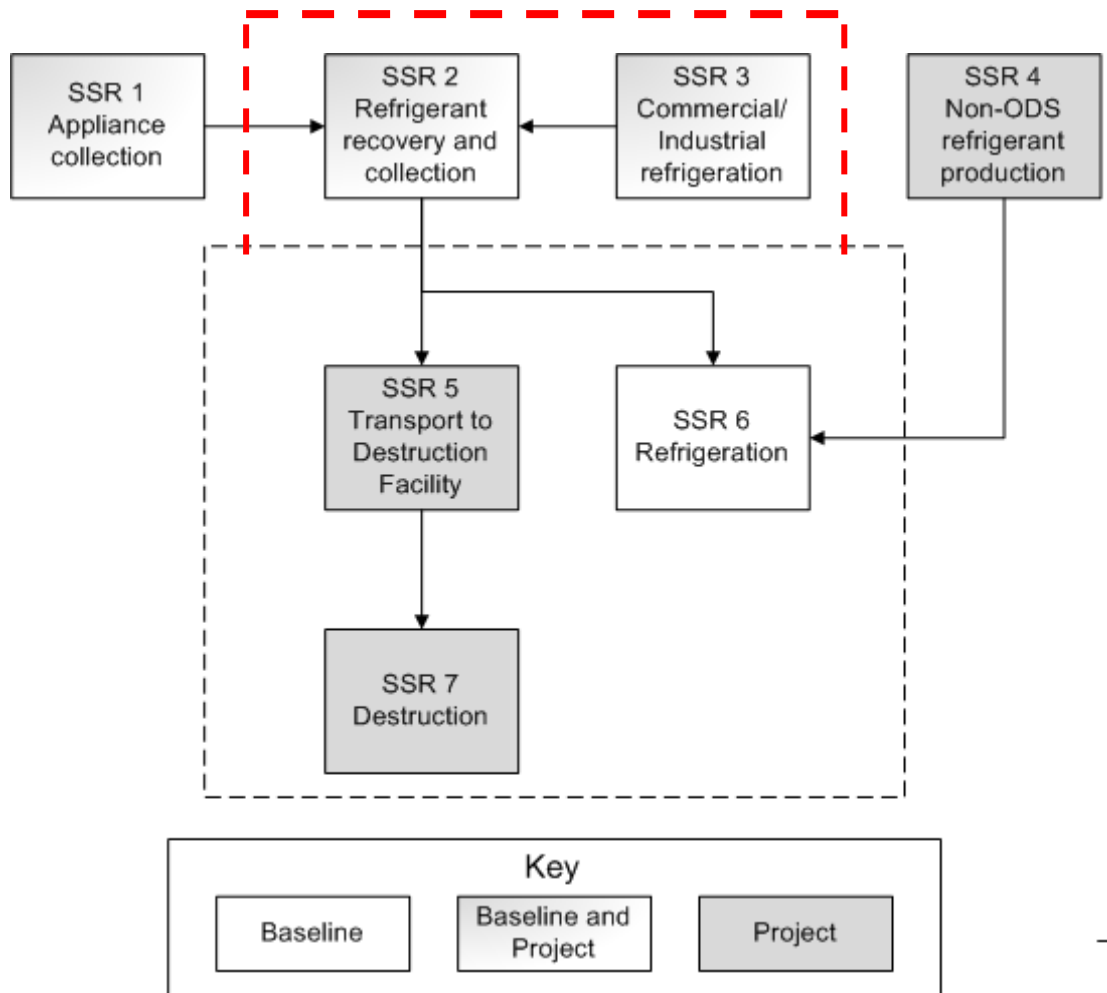 SSR 1
Appliance
collection
SSR 2
Refrigerant
recovery and
collection
SSR 3
Commercial/
Industrial
refrigeration
SSR 4
Non-ODS
refrigerant
production
SSR 5
Transport to
Destruction
Facility
SSR 6
Refrigeration
SSR 7
Destruction
Key
Baseline
Baseline and
Project
Project